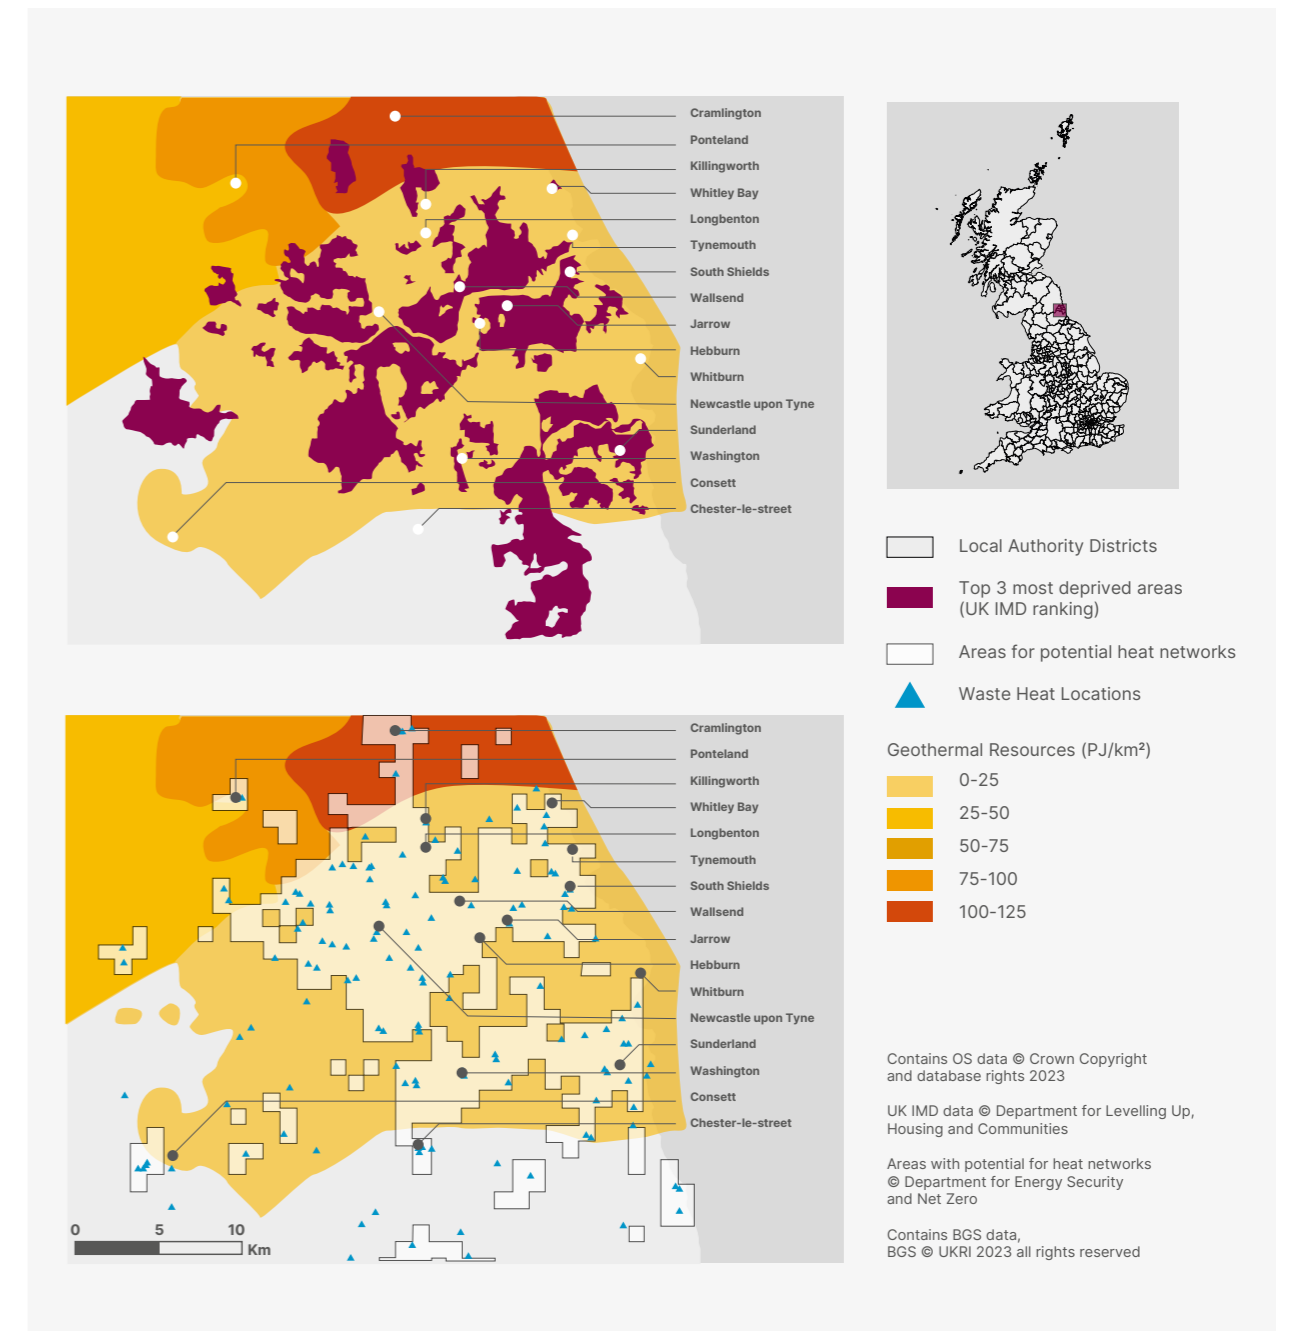 Cramlington
Ponteland
Killingworth
Whitley Bay
Longbenton
Tynemouth
South Shields
Wallsend
Jarrow
Hebburn
Whitburn
Newcastle upon Tyne
Sunderland
Washington
Consett
Chester-le-street
Local Authority Districts
Top 3 most deprived areas
(UK IMD ranking)
Areas for potential heat networks
Waste Heat Locations
Geothermal Resources (PJ/km²)
0-25
25-50
50-75
75-100
100-125
Cramlington
Ponteland
Killingworth
Whitley Bay
Longbenton
Tynemouth
South Shields
Wallsend
Jarrow
Hebburn
Whitburn
Newcastle upon Tyne
Sunderland
Washington
Consett
Chester-le-street
0 5 10
Km
Contains OS data © Crown Copyright
and database rights 2023
UK IMD data © Department for Levelling Up,
Housing and Communities
Areas with potential for heat networks
© Department for Energy Security
and Net Zero
Contains BGS data,
BGS © UKRI 2023 all rights reserved